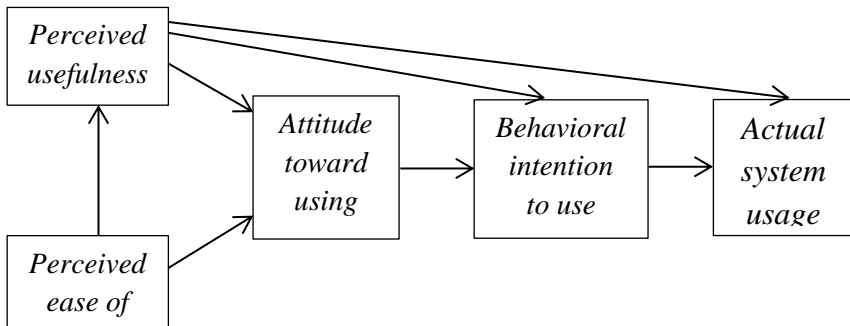 Perceived
usefulness
Attitude
toward
using
Behavioral
intention
to use
Actual
system
usage
Perceived
ease of